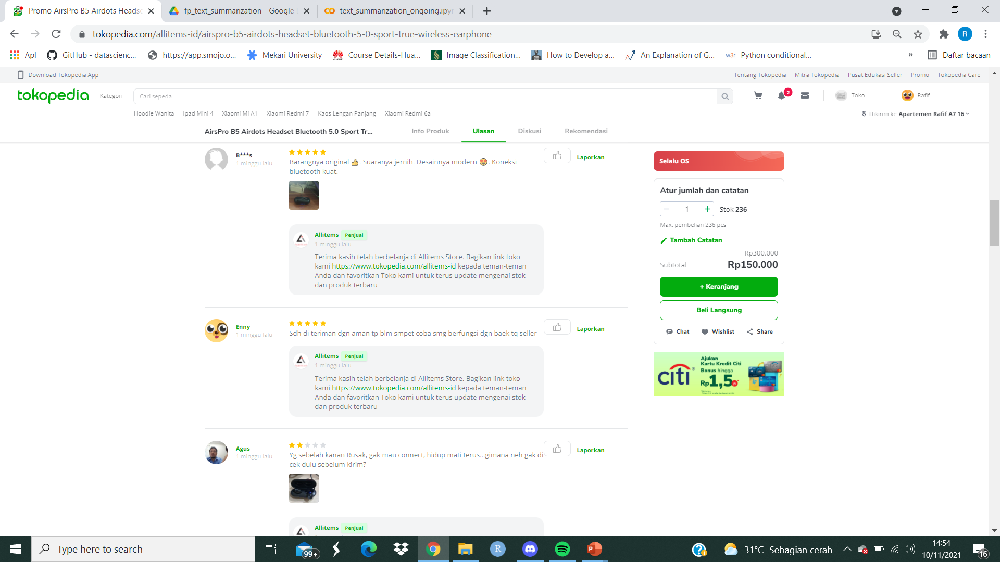 Promo AirsPro B5 Airdots Heads
fp_text_summarization - Google
text_summarization_ongoing.ipy
tokopedia.com/allitems-id/airspro-b5-airdots-headset-bluetooth-5-0-sport-true-wireless-earphone
R
Apl
GitHub - datascienc...
https://app.smojo.o...
Mekari University
HUAWEI
Course Details-Hua...
Image Classification...
How to Develop a...
An Explanation of G...
w3r
Python conditional...
»
Daftar bacaan
Download Tokopedia App
Tentang Tokopedia
Mitra Tokopedia
Pusat Edukasi Seller
Promo
Tokopedia Care
tokopedia
Kategori
Cari sepeda
2
Toko
Rafif
Hoodie Wanita
Ipad Mini 4
Xiaomi Mi A1
Xiaomi Redmi 7
Kaos Lengan Panjang
Xiaomi Redmi 6a
Dikirim ke Apartemen Rafif A7 16
AirsPro B5 Airdots Headset Bluetooth 5.0 Sport Tr...
Info Produk
Ulasan
Diskusi
Rekomendasi
B***s
1 minggu lalu
Barangnya original 👍. Suaranya jernih. Desainnya modern 😍. Koneksi
bluetooth kuat.
Laporkan
Allitems Penjual
1 minggu lalu
Terima kasih telah berbelanja di Allitems Store. Bagikan link toko
kami https://www.tokopedia.com/allitems-id kepada teman-teman
Anda dan favoritkan Toko kami untuk terus update mengenai stok
dan produk terbaru
Enny
1 minggu lalu
Sdh di teriman dgn aman tp blm smpet coba smg berfungsi dgn baek tq seller
Laporkan
Allitems Penjual
1 minggu lalu
Terima kasih telah berbelanja di Allitems Store. Bagikan link toko
kami https://www.tokopedia.com/allitems-id kepada teman-teman
Anda dan favoritkan Toko kami untuk terus update mengenai stok
dan produk terbaru
Agus
1 minggu lalu
Yg sebelah kanan Rusak, gak mau connect, hidup mati terus...gimana neh gak di
cek dulu sebelum kirim?
Laporkan
Allitems Penjual
Selalu OS
Atur jumlah dan catatan
1
Stok 236
Max. pembelian 236 pcs
Tambah Catatan
Rp300.000
Subtotal
Rp150.000
+ Keranjang
Beli Langsung
Chat
Wishlist
Share
citi
Ajukan
Kartu Kredit Citi
Bonus hingga
Rp1,5 jt
Type here to search
99+
R
P
31°C Sebagian cerah
14:54
10/11/2021
16